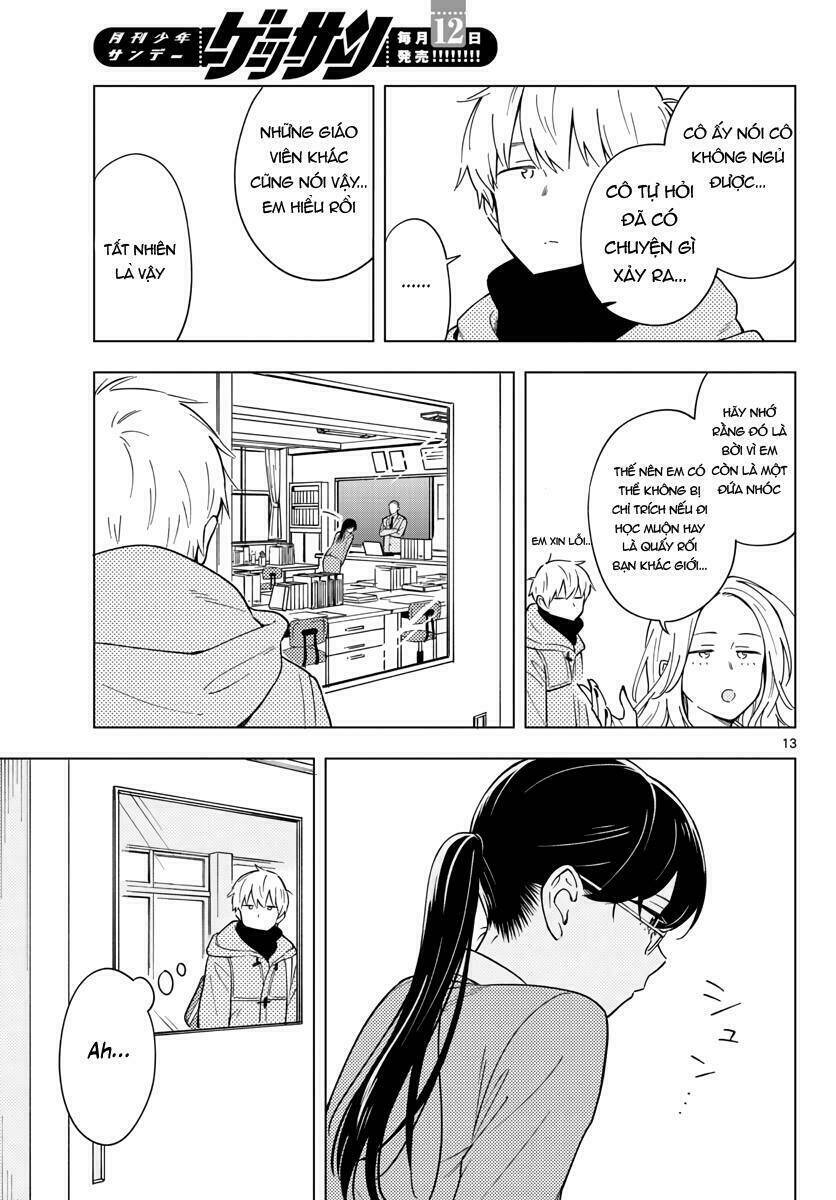 月刊少年
サンデー
ゲッサン
毎月12日
発売!!!!!!!!!
CÔ ẤY NÓI CÔ
KHÔNG NGỦ
ĐƯỢC...
CÔ TỰ HỎI
ĐÃ CÓ
CHUYỆN GÌ
XẢY RA...
......
NHỮNG GIÁO
VIÊN KHÁC
CŨNG NÓI VẬY...
EM HIỂU RỒI
TẤT NHIÊN
LÀ VẬY
HÃY NHỚ
RẰNG ĐÓ LÀ
BỜI VÌ EM
CÒN LÀ MỘT
ĐỨA NHÓC
THẾ NÊN EM CÓ
THỂ KHÔNG BỊ
CHỈ TRÍCH NẾU ĐI
HỌC MUỘN HAY
LÀ QUẤY RỐI
BẠN KHÁC GIỚI...
EM XIN LỖI..
13
シュ...
Ah...